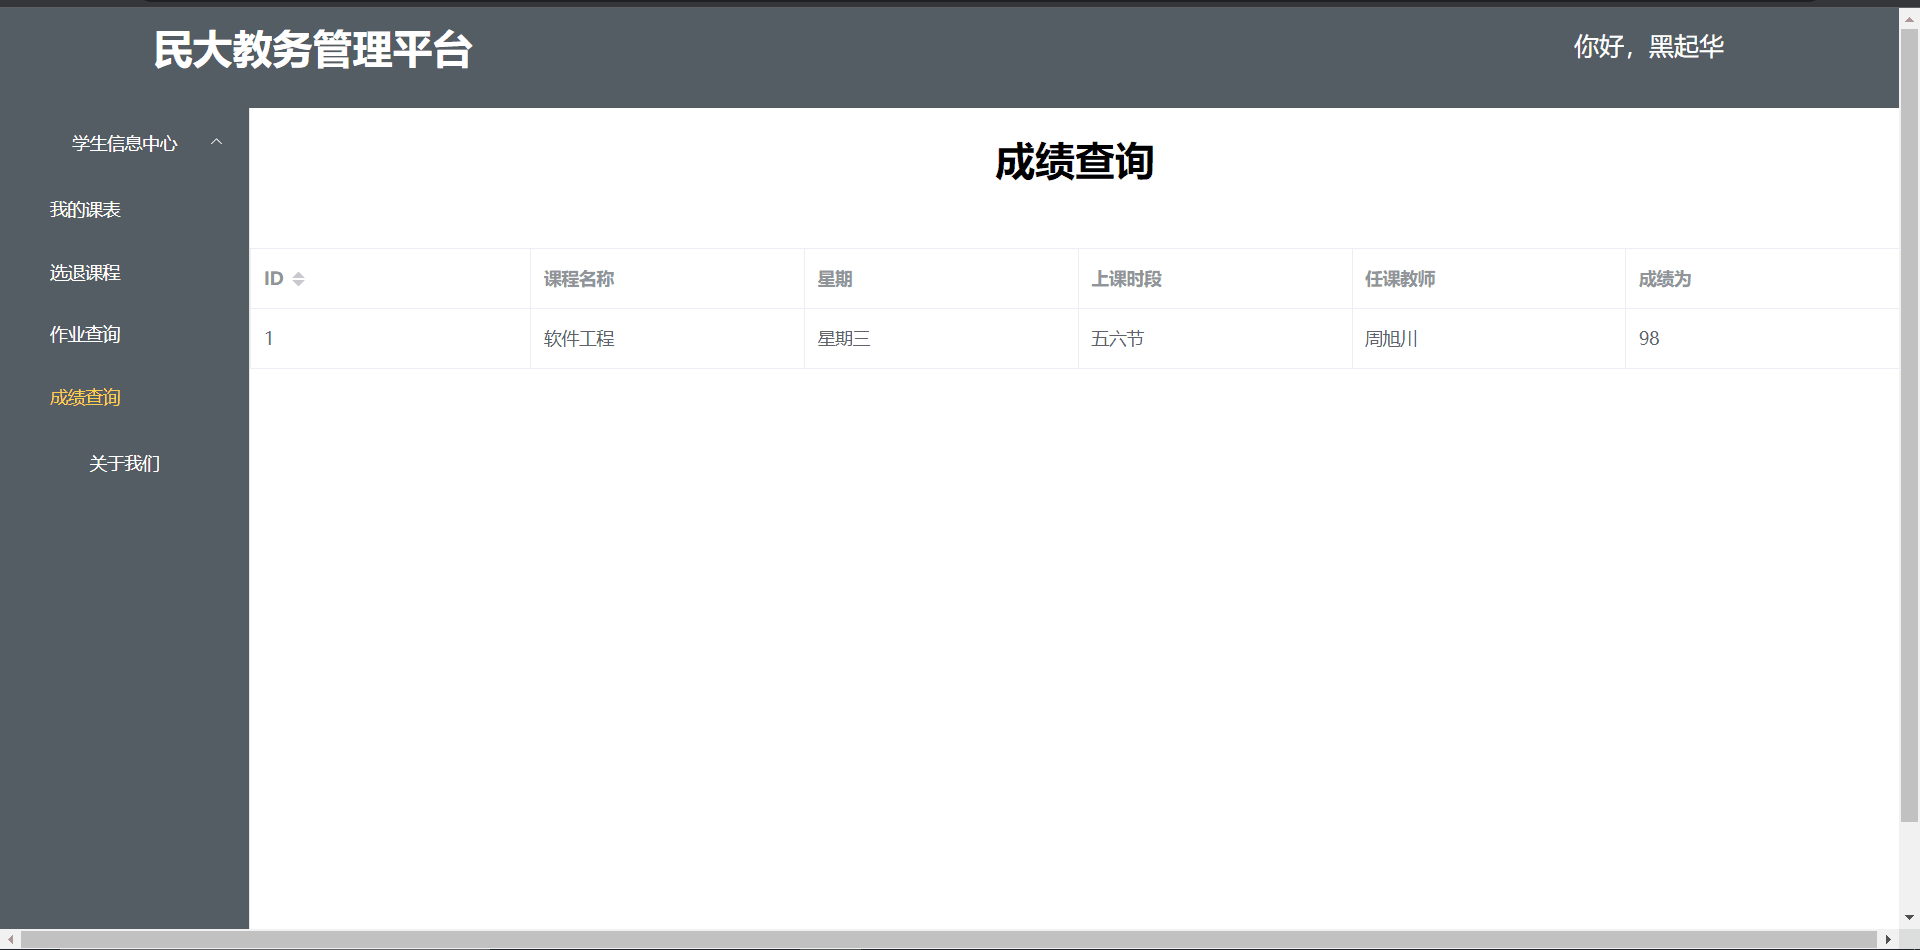 民大教务管理平台
你好，黑起华
学生信息中心
我的课表
选退课程
作业查询
成绩查询
关于我们
成绩查询
ID 课程名称 星期 上课时段 任课教师 成绩为
1 软件工程 星期三 五六节 周旭川 98